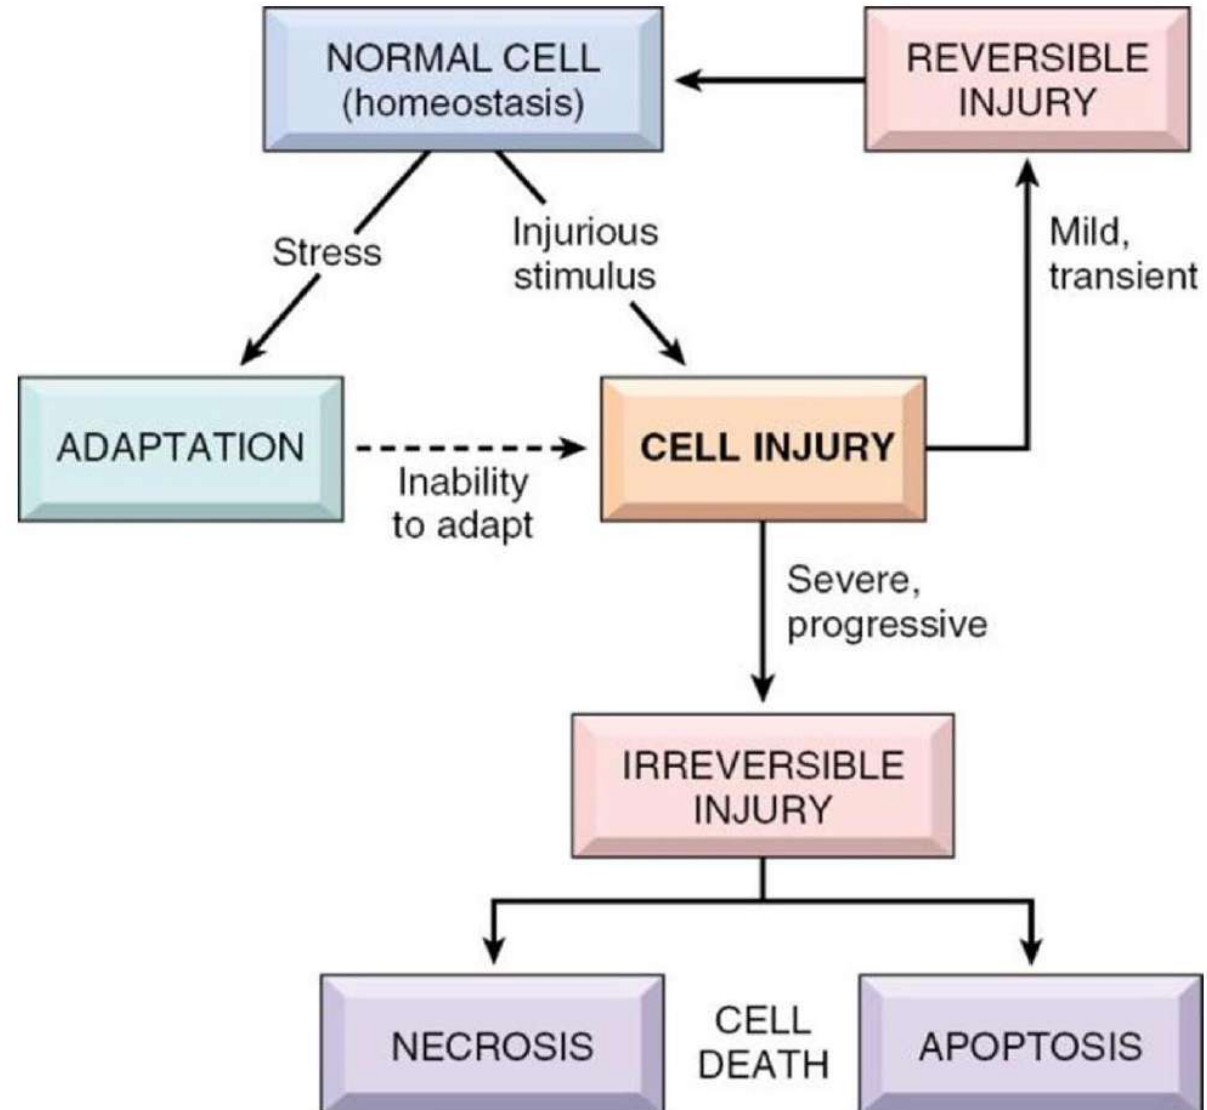 NORMAL CELL
(homeostasis)
REVERSIBLE
INJURY
Stress
Injurious
stimulus
Mild,
transient
ADAPTATION
Inability
to adapt
CELL INJURY
Severe,
progressive
IRREVERSIBLE
INJURY
NECROSIS
CELL
DEATH
APOPTOSIS